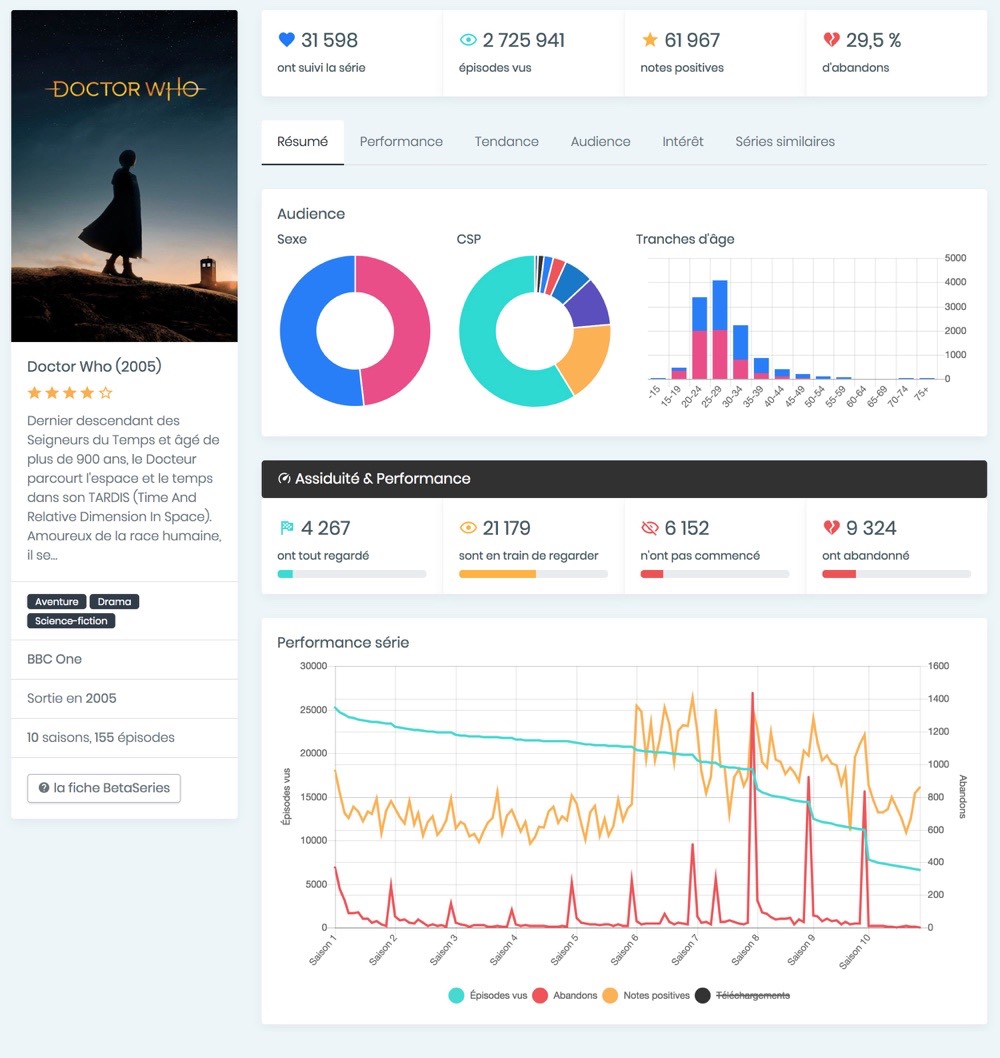 DOCTOR WHO
Doctor Who (2005)
Dernier descendant des
Seigneurs du Temps et âgé de
plus de 900 ans, le Docteur
parcourt l'espace et le temps
dans son TARDIS (Time And
Relative Dimension In Space).
Amoureux de la race humaine,
il se...
Aventure Drama
Science-fiction
BBC One
Sortie en 2005
10 saisons, 155 épisodes
la fiche BetaSeries
31 598 2 725 941 61 967 29,5 %
ont suivi la série épisodes vus notes positives d'abandons
Résumé Performance Tendance Audience Intérêt Séries similaires
Audience
Sexe CSP Tranches d'âge
5000
4000
3000
2000
1000
0
-15 15-19 20-24 25-29 30-34 35-39 40-44 45-49 50-54 55-59 60-64 65-69 70-74 75+
Assiduité & Performance
4 267 21 179 6 152 9 324
ont tout regardé sont en train de regarder n'ont pas commencé ont abandonné
Performance série
30000 1600
25000 1400
20000 1200
15000 1000
10000 800
5000 600
0 400
200
0
Épisodes vus
Abandons
Saison 1 Saison 2 Saison 3 Saison 4 Saison 5 Saison 6 Saison 7 Saison 8 Saison 9 Saison 10
Épisodes vus Abandons Notes positives Téléchargements